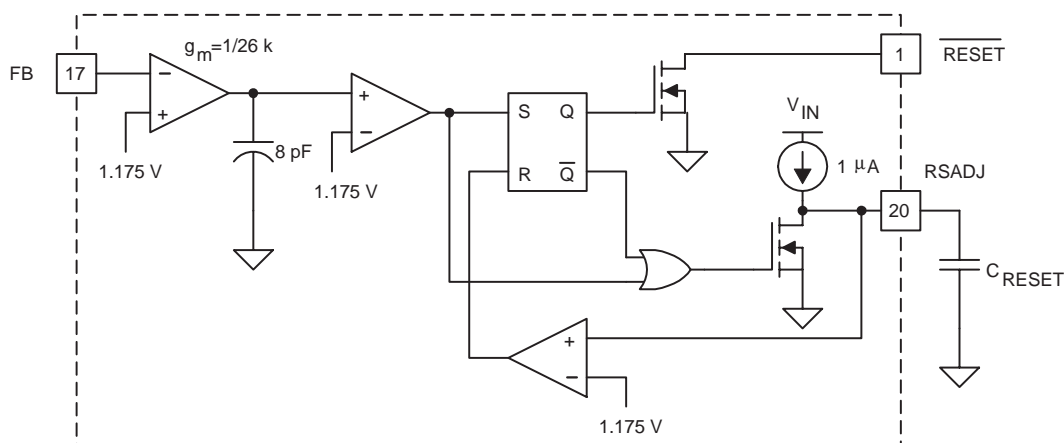 g_m=1/26 k
FB
17
−
+
1.175 V
8 pF
+
−
1.175 V
S Q
R Q̅
1
R̅E̅S̅E̅T̅
V_IN
1 μA
RSADJ
20
C_RESET
+
−
1.175 V